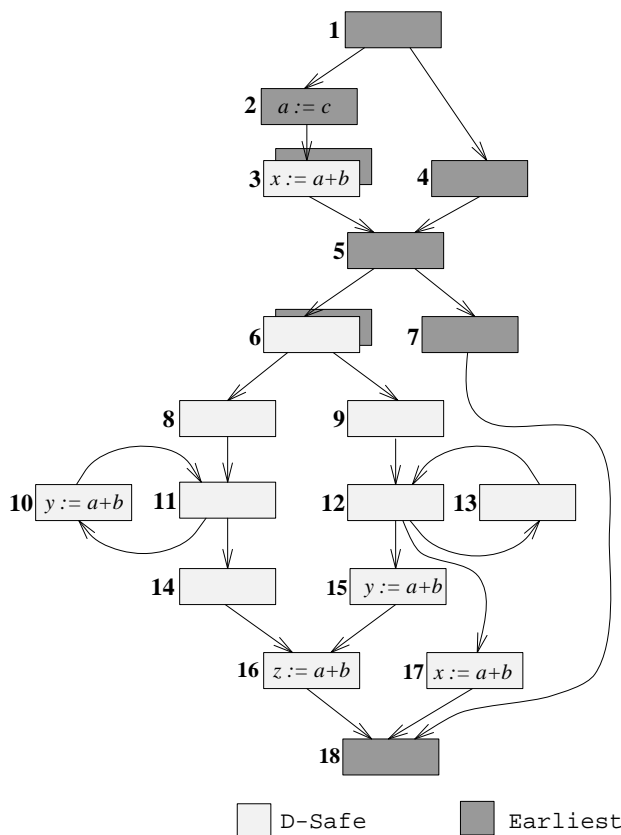 1
2 a := c
3 x := a+b
4
5
6
7
8
9
10 y := a+b
11
12
13
14
15 y := a+b
16 z := a+b
17 x := a+b
18
D-Safe
Earliest